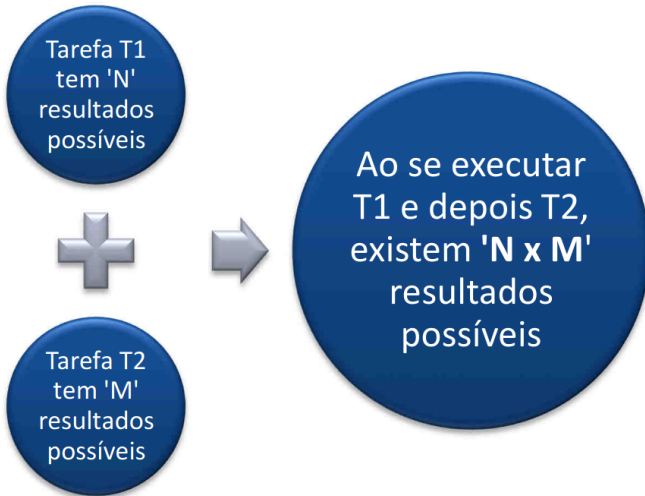 Tarefa T1
tem 'N'
resultados
possíveis
Tarefa T2
tem 'M'
resultados
possíveis
Ao se executar
T1 e depois T2,
existem 'N x M'
resultados
possíveis